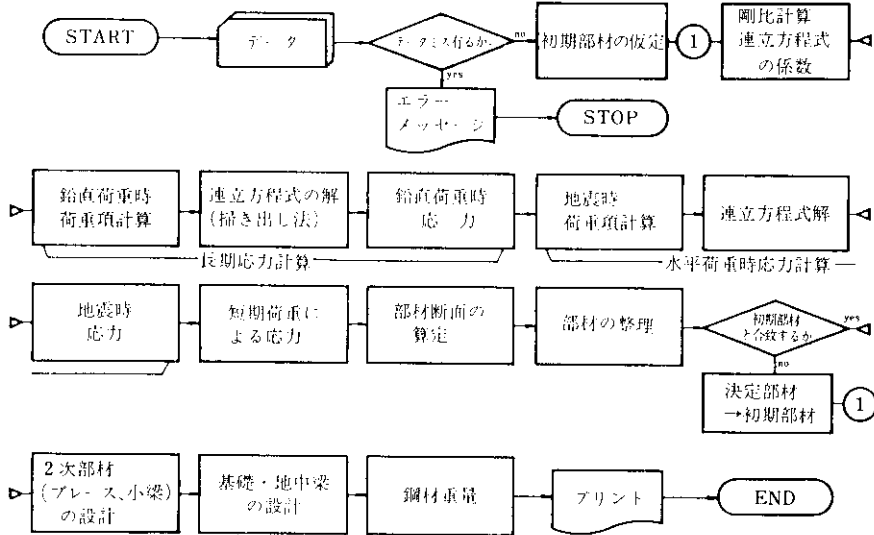 START
データ
データミス有るか
no
初期部材の仮定
1
剛比計算
連立方程式
の係数
yes
エラー
メッセージ
STOP
鉛直荷重時
荷重項計算
連立方程式の解
(掃き出し法)
鉛直荷重時
応力
地震時
荷重項計算
連立方程式解
長期応力計算
水平荷重時応力計算
地震時
応力
短期荷重に
よる応力
部材断面の
算定
部材の整理
初期部材
と合致するか
yes
no
決定部材
→初期部材
1
2次部材
(ブレース、小梁)
の設計
基礎・地中梁
の設計
鋼材重量
プリント
END